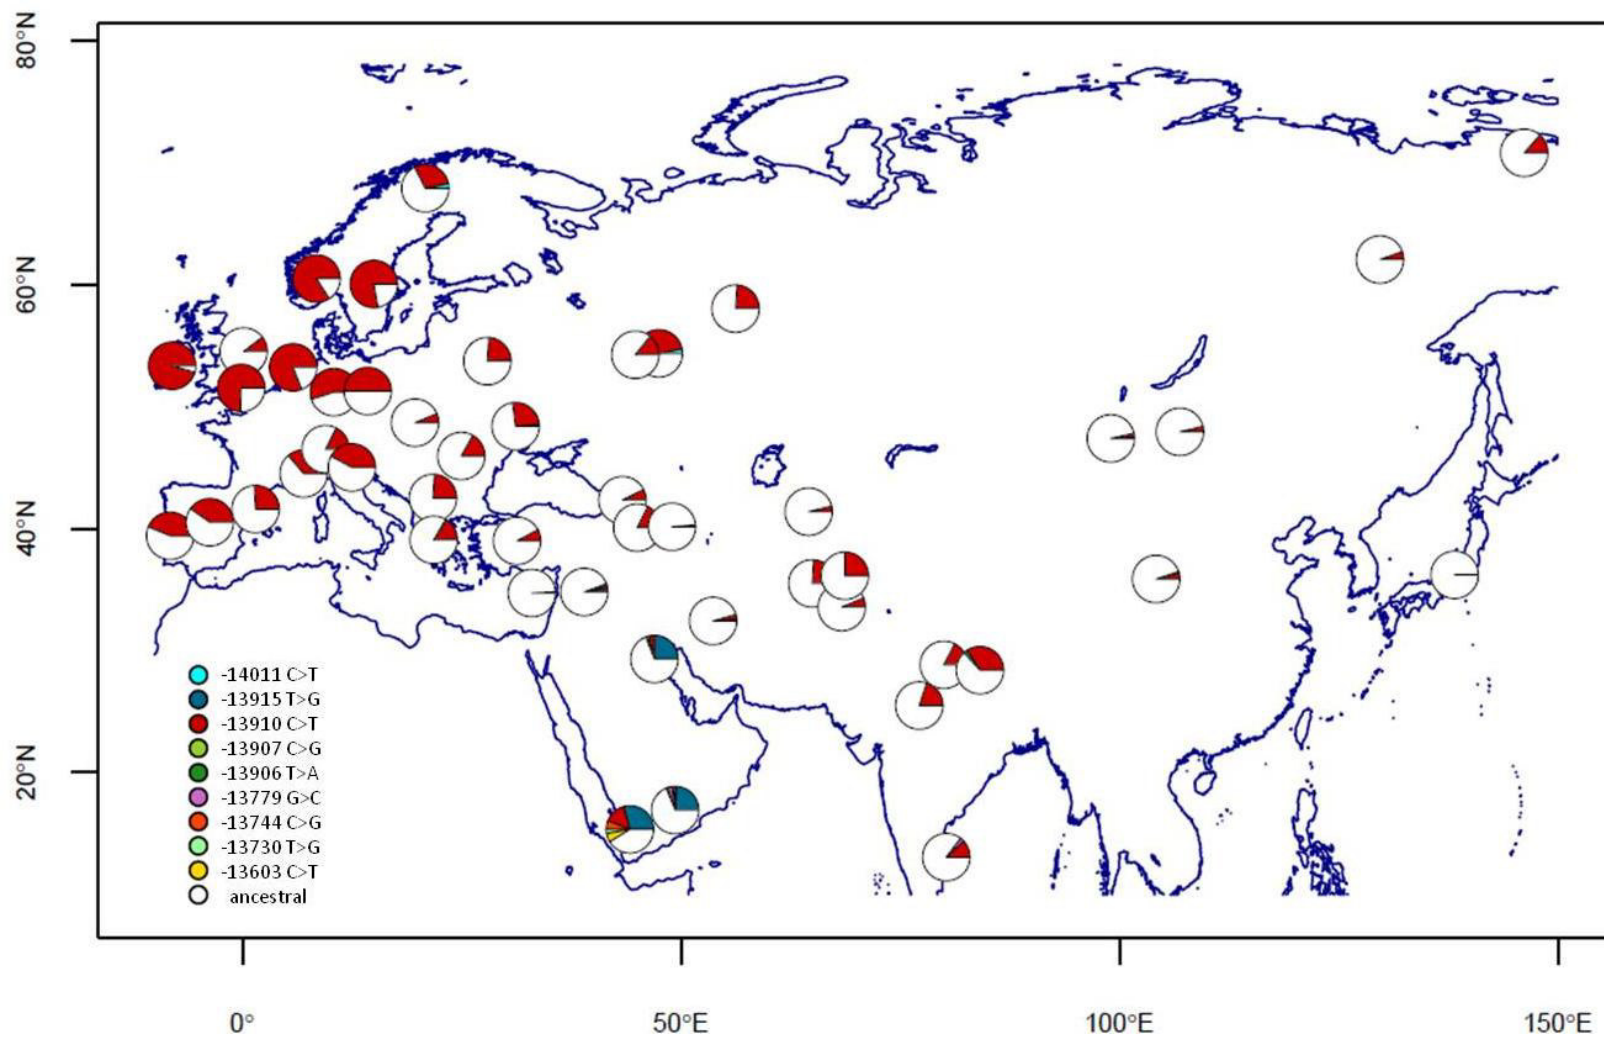 80°N
60°N
40°N
20°N
-14011 C>T
-13915 T>G
-13910 C>T
-13907 C>G
-13906 T>A
-13779 G>C
-13744 C>G
-13730 T>G
-13603 C>T
ancestral
0°
50°E
100°E
150°E